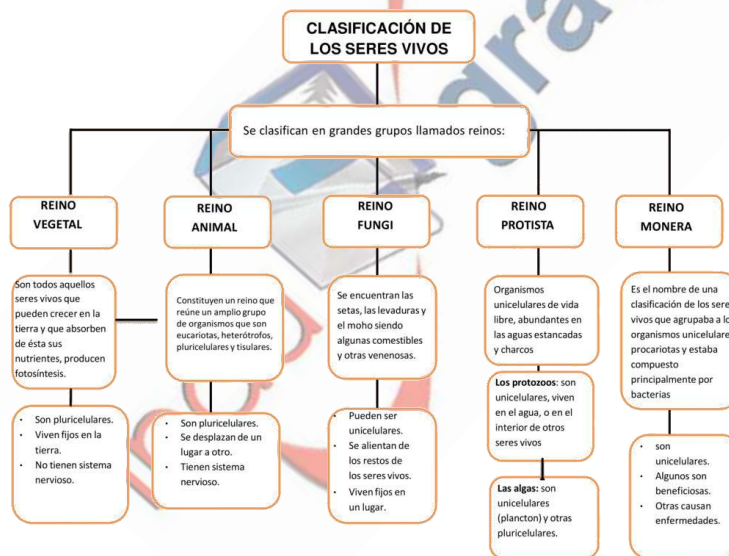 CLASIFICACIÓN DE
LOS SERES VIVOS
Se clasifican en grandes grupos llamados reinos:
REINO
VEGETAL
REINO
ANIMAL
REINO
FUNGI
REINO
PROTISTA
REINO
MONERA
Son todos aquellos
seres vivos que
pueden crecer en la
tierra y que absorben
de ésta sus
nutrientes, producen
fotosíntesis.
Constituyen un reino que
reúne un amplio grupo
de organismos que son
eucariotas, heterótrofos,
pluricelulares y tisulares.
Se encuentran las
setas, las levaduras y
el moho siendo
algunas comestibles
y otras venenosas.
Organismos
unicelulares de vida
libre, abundantes en
las aguas estancadas
y charcos
Es el nombre de una
clasificación de los sere
vivos que agrupaba a lo
organismos unicelulare
procariotas y estaba
compuesto
principalmente por
bacterias
· Son pluricelulares.
· Viven fijos en la
tierra.
· No tienen sistema
nervioso.
· Son pluricelulares.
· Se desplazan de un
lugar a otro.
· Tienen sistema
nervioso.
· Pueden ser
unicelulares.
· Se alientan de
los restos de
los seres vivos.
· Viven fijos en
un lugar.
Los protozoos: son
unicelulares, viven
en el agua, o en el
interior de otros
seres vivos
Las algas: son
unicelulares
(plancton) y otras
pluricelulares.
· son
unicelulares.
· Algunos son
beneficiosas.
· Otras causan
enfermedades.